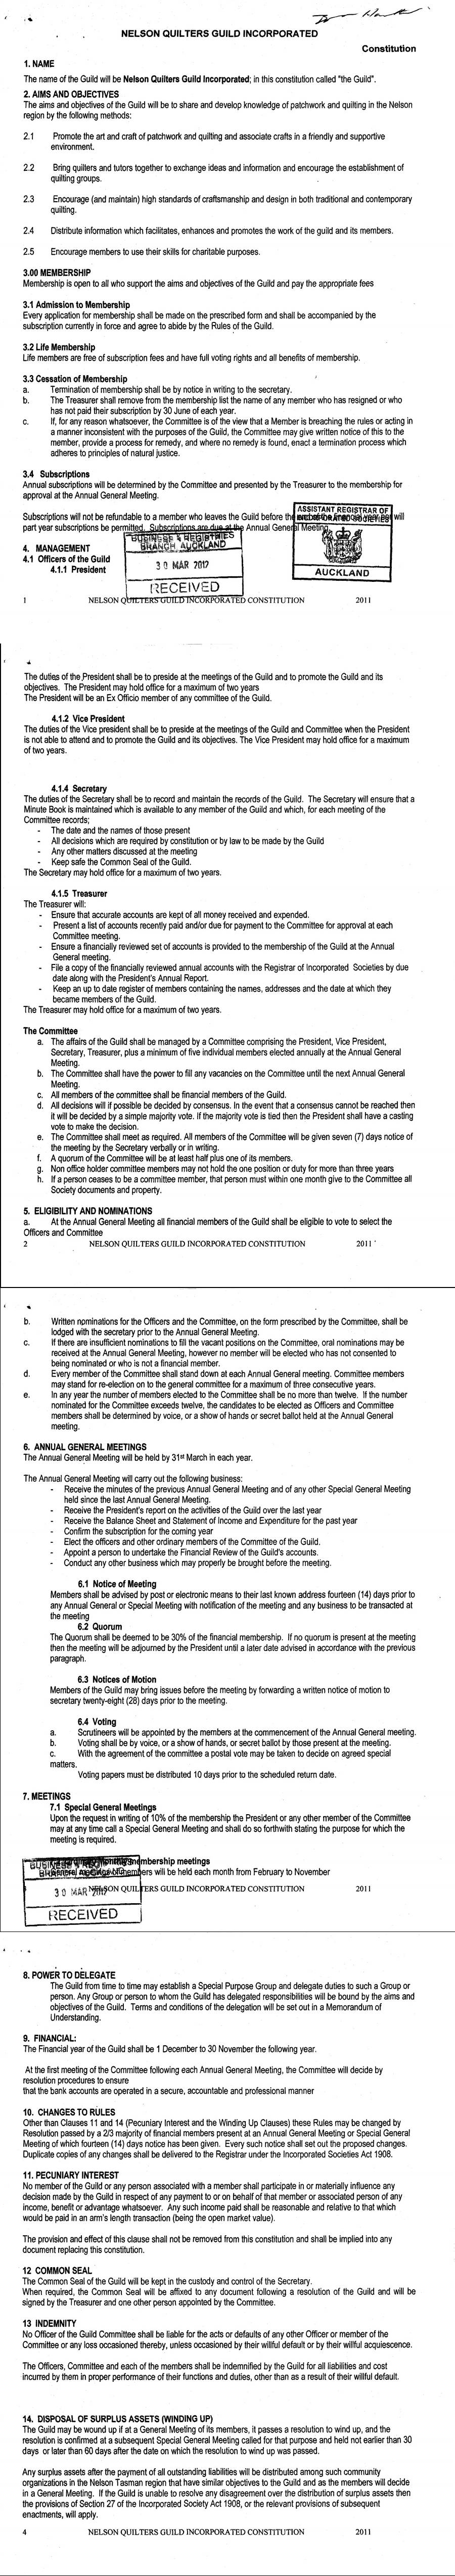 NELSON QUILTERS GUILD INCORPORATED
Constitution
1. NAME
The name of the Guild will be Nelson Quilters Guild Incorporated; in this constitution called "the Guild".
2. AIMS AND OBJECTIVES
The aims and objectives of the Guild will be to share and develop knowledge of patchwork and quilting in the Nelson
region by the following methods:
2.1 Promote the art and craft of patchwork and quilting and associate crafts in a friendly and supportive
environment.
2.2 Bring quilters and tutors together to exchange ideas and information and encourage the establishment of
quilting groups.
2.3 Encourage (and maintain) high standards of craftsmanship and design in both traditional and contemporary
quilting.
2.4 Distribute information which facilitates, enhances and promotes the work of the guild and its members.
2.5 Encourage members to use their skills for charitable purposes.
3.00 MEMBERSHIP
Membership is open to all who support the aims and objectives of the Guild and pay the appropriate fees
3.1 Admission to Membership
Every application for membership shall be made on the prescribed form and shall be accompanied by the
subscription currently in force and agree to abide by the Rules of the Guild.
3.2 Life Membership
Life members are free of subscription fees and have full voting rights and all benefits of membership.
3.3 Cessation of Membership
a. Termination of membership shall be by notice in writing to the secretary.
b. The Treasurer shall remove from the membership list the name of any member who has resigned or who
has not paid their subscription by 30 June of each year.
c. If, for any reason whatsoever, the Committee is of the view that a Member is breaching the rules or acting in
a manner inconsistent with the purposes of the Guild, the Committee may give written notice of this to the
member, provide a process for remedy, and where no remedy is found, enact a termination process which
adheres to principles of natural justice.
3.4 Subscriptions
Annual subscriptions will be determined by the Committee and presented by the Treasurer to the membership for
approval at the Annual General Meeting.
Subscriptions will not be refundable to a member who leaves the Guild before the will
part year subscriptions be permitted. Subscriptions are due at the Annual General Meeting.
ASSISTANT REGISTRAR OF
INCORPORATED SOCIETIES
AUCKLAND
BUSINESS & REGISTRIES
BRANCH, AUCKLAND
30 MAR 2012
RECEIVED
4. MANAGEMENT
4.1 Officers of the Guild
4.1.1 President
1 NELSON QUILTERS GUILD INCORPORATED CONSTITUTION 2011
The duties of the President shall be to preside at the meetings of the Guild and to promote the Guild and its
objectives. The President may hold office for a maximum of two years
The President will be an Ex Officio member of any committee of the Guild.
4.1.2 Vice President
The duties of the Vice president shall be to preside at the meetings of the Guild and Committee when the President
is not able to attend and to promote the Guild and its objectives. The Vice President may hold office for a maximum
of two years.
4.1.4 Secretary
The duties of the Secretary shall be to record and maintain the records of the Guild. The Secretary will ensure that a
Minute Book is maintained which is available to any member of the Guild and which, for each meeting of the
Committee records;
- The date and the names of those present
- All decisions which are required by constitution or by law to be made by the Guild
- Any other matters discussed at the meeting
- Keep safe the Common Seal of the Guild.
The Secretary may hold office for a maximum of two years.
4.1.5 Treasurer
The Treasurer will:
- Ensure that accurate accounts are kept of all money received and expended.
- Present a list of accounts recently paid and/or due for payment to the Committee for approval at each
Committee meeting.
- Ensure a financially reviewed set of accounts is provided to the membership of the Guild at the Annual
General meeting.
- File a copy of the financially reviewed annual accounts with the Registrar of Incorporated Societies by due
date along with the President's Annual Report.
- Keep an up to date register of members containing the names, addresses and the date at which they
became members of the Guild.
The Treasurer may hold office for a maximum of two years.
The Committee
a. The affairs of the Guild shall be managed by a Committee comprising the President, Vice President,
Secretary, Treasurer, plus a minimum of five individual members elected annually at the Annual General
Meeting.
b. The Committee shall have the power to fill any vacancies on the Committee until the next Annual General
Meeting.
c. All members of the committee shall be financial members of the Guild.
d. All decisions will if possible be decided by consensus. In the event that a consensus cannot be reached then
it will be decided by a simple majority vote. If the majority vote is tied then the President shall have a casting
vote to make the decision.
e. The Committee shall meet as required. All members of the Committee will be given seven (7) days notice of
the meeting by the Secretary verbally or in writing.
f. A quorum of the Committee will be at least half plus one of its members.
g. Non office holder committee members may not hold the one position or duty for more than three years
h. If a person ceases to be a committee member, that person must within one month give to the Committee all
Society documents and property.
5. ELIGIBILITY AND NOMINATIONS
a. At the Annual General Meeting all financial members of the Guild shall be eligible to vote to select the
Officers and Committee
2 NELSON QUILTERS GUILD INCORPORATED CONSTITUTION 2011
b. Written nominations for the Officers and the Committee, on the form prescribed by the Committee, shall be
lodged with the secretary prior to the Annual General Meeting.
c. If there are insufficient nominations to fill the vacant positions on the Committee, oral nominations may be
received at the Annual General Meeting, however no member will be elected who has not consented to
being nominated or who is not a financial member.
d. Every member of the Committee shall stand down at each Annual General meeting. Committee members
may stand for re-election on to the general committee for a maximum of three consecutive years.
e. In any year the number of members elected to the Committee shall be no more than twelve. If the number
nominated for the Committee exceeds twelve, the candidates to be elected as Officers and Committee
members shall be determined by voice, or a show of hands or secret ballot held at the Annual General
meeting.
6. ANNUAL GENERAL MEETINGS
The Annual General Meeting will be held by 31st March in each year.
The Annual General Meeting will carry out the following business:
- Receive the minutes of the previous Annual General Meeting and of any other Special General Meeting
held since the last Annual General Meeting.
- Receive the President's report on the activities of the Guild over the last year
- Receive the Balance Sheet and Statement of Income and Expenditure for the past year
- Confirm the subscription for the coming year
- Elect the officers and other ordinary members of the Committee of the Guild.
- Appoint a person to undertake the Financial Review of the Guild's accounts.
- Conduct any other business which may properly be brought before the meeting.
6.1 Notice of Meeting
Members shall be advised by post or electronic means to their last known address fourteen (14) days prior to
any Annual General or Special Meeting with notification of the meeting and any business to be transacted at
the meeting
6.2 Quorum
The Quorum shall be deemed to be 30% of the financial membership. If no quorum is present at the meeting
then the meeting will be adjourned by the President until a later date advised in accordance with the previous
paragraph.
6.3 Notices of Motion
Members of the Guild may bring issues before the meeting by forwarding a written notice of motion to
secretary twenty-eight (28) days prior to the meeting.
6.4 Voting
a. Scrutineers will be appointed by the members at the commencement of the Annual General meeting.
b. Voting shall be by voice, or a show of hands, or secret ballot by those present at the meeting.
c. With the agreement of the committee a postal vote may be taken to decide on agreed special
matters.
Voting papers must be distributed 10 days prior to the scheduled return date.
7. MEETINGS
7.1 Special General Meetings
Upon the request in writing of 10% of the membership the President or any other member of the Committee
may at any time call a Special General Meeting and shall do so forthwith stating the purpose for which the
meeting is required.
membership meetings
members will be held each month from February to November
BUSINESS & REGISTRIES
BRANCH, AUCKLAND
30 MAR 2012
RECEIVED
NELSON QUILTERS GUILD INCORPORATED CONSTITUTION 2011
8. POWER TO DELEGATE
The Guild from time to time may establish a Special Purpose Group and delegate duties to such a Group or
person. Any Group or person to whom the Guild has delegated responsibilities will be bound by the aims and
objectives of the Guild. Terms and conditions of the delegation will be set out in a Memorandum of
Understanding.
9. FINANCIAL:
The Financial year of the Guild shall be 1 December to 30 November the following year.
At the first meeting of the Committee following each Annual General Meeting, the Committee will decide by
resolution procedures to ensure
that the bank accounts are operated in a secure, accountable and professional manner
10. CHANGES TO RULES
Other than Clauses 11 and 14 (Pecuniary Interest and the Winding Up Clauses) these Rules may be changed by
Resolution passed by a 2/3 majority of financial members present at an Annual General Meeting or Special General
Meeting of which fourteen (14) days notice has been given. Every such notice shall set out the proposed changes.
Duplicate copies of any changes shall be delivered to the Registrar under the Incorporated Societies Act 1908.
11. PECUNIARY INTEREST
No member of the Guild or any person associated with a member shall participate in or materially influence any
decision made by the Guild in respect of any payment to or on behalf of that member or associated person of any
income, benefit or advantage whatsoever. Any such income paid shall be reasonable and relative to that which
would be paid in an arm's length transaction (being the open market value).
The provision and effect of this clause shall not be removed from this constitution and shall be implied into any
document replacing this constitution.
12 COMMON SEAL
The Common Seal of the Guild will be kept in the custody and control of the Secretary.
When required, the Common Seal will be affixed to any document following a resolution of the Guild and will be
signed by the Treasurer and one other person appointed by the Committee.
13 INDEMNITY
No Officer of the Guild Committee shall be liable for the acts or defaults of any other Officer or member of the
Committee or any loss occasioned thereby, unless occasioned by their willful default or by their willful acquiescence.
The Officers, Committee and each of the members shall be indemnified by the Guild for all liabilities and cost
incurred by them in proper performance of their functions and duties, other than as a result of their willful default.
14. DISPOSAL OF SURPLUS ASSETS (WINDING UP)
The Guild may be wound up if at a General Meeting of its members, it passes a resolution to wind up, and the
resolution is confirmed at a subsequent Special General Meeting called for that purpose and held not earlier than 30
days or later than 60 days after the date on which the resolution to wind up was passed.
Any surplus assets after the payment of all outstanding liabilities will be distributed among such community
organizations in the Nelson Tasman region that have similar objectives to the Guild and as the members will decide
in a General Meeting. If the Guild is unable to resolve any disagreement over the distribution of surplus assets then
the provisions of Section 27 of the Incorporated Society Act 1908, or the relevant provisions of subsequent
enactments, will apply.
4 NELSON QUILTERS GUILD INCORPORATED CONSTITUTION 2011